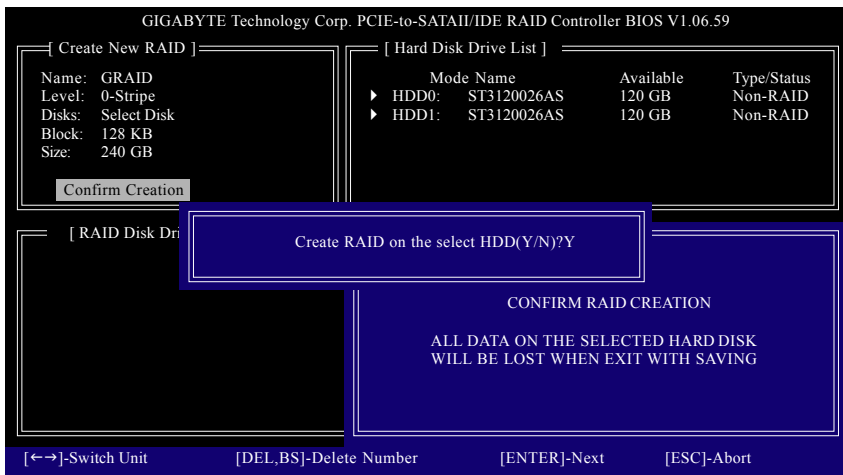 GIGABYTE Technology Corp. PCIE-to-SATAII/IDE RAID Controller BIOS V1.06.59
[ Create New RAID ]
Name: GRAID
Level: 0-Stripe
Disks: Select Disk
Block: 128 KB
Size: 240 GB
Confirm Creation
[ Hard Disk Drive List ]
Mode Name Available Type/Status
HDD0: ST3120026AS 120 GB Non-RAID
HDD1: ST3120026AS 120 GB Non-RAID
[ RAID Disk Dri
Create RAID on the select HDD(Y/N)?Y
CONFIRM RAID CREATION
ALL DATA ON THE SELECTED HARD DISK
WILL BE LOST WHEN EXIT WITH SAVING
[←→]-Switch Unit [DEL,BS]-Delete Number [ENTER]-Next [ESC]-Abort